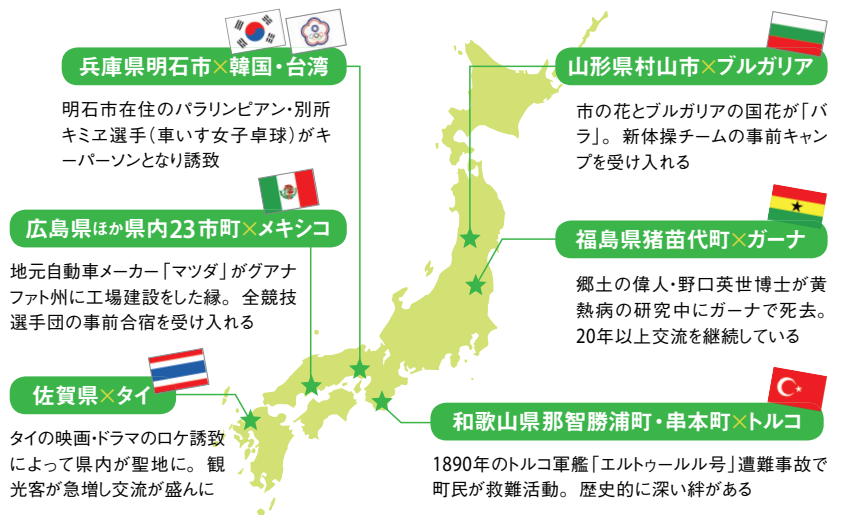 兵庫県明石市×韓国・台湾
明石市在住のパラリンピアン・別所
キミヱ選手（車いす女子卓球）がキ
ーパーソンとなり誘致
広島県ほか県内23市町×メキシコ
地元自動車メーカー「マツダ」がグアナ
ファト州に工場建設をした縁。全競技
選手団の事前合宿を受け入れる
佐賀県×タイ
タイの映画・ドラマのロケ誘致
によって県内が聖地に。観
光客が急増し交流が盛んに
山形県村山市×ブルガリア
市の花とブルガリアの国花が「バ
ラ」。新体操チームの事前キャン
プを受け入れる
福島県猪苗代町×ガーナ
郷土の偉人・野口英世博士が黄
熱病の研究中にガーナで死去。
20年以上交流を継続している
和歌山県那智勝浦町・串本町×トルコ
1890年のトルコ軍艦「エルトゥールル号」遭難事故で
町民が救難活動。歴史的に深い絆がある